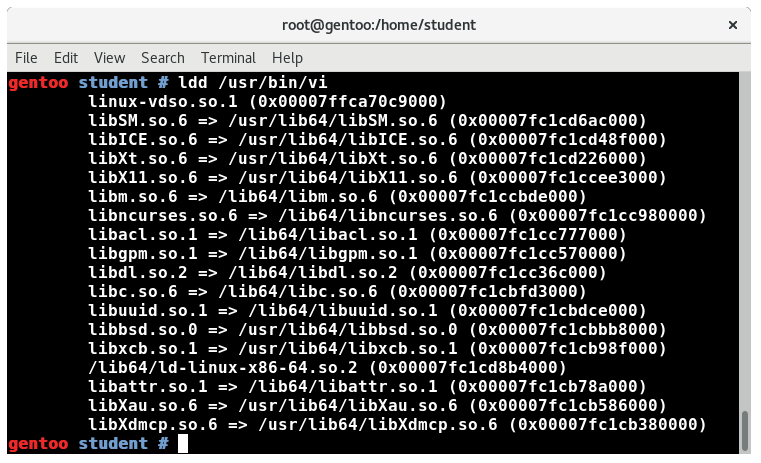 root@gentoo:/home/student ×
File Edit View Search Terminal Help
gentoo student # ldd /usr/bin/vi
linux-vdso.so.1 (0x00007ffca70c9000)
libSM.so.6 => /usr/lib64/libSM.so.6 (0x00007fc1cd6ac000)
libICE.so.6 => /usr/lib64/libICE.so.6 (0x00007fc1cd48f000)
libXt.so.6 => /usr/lib64/libXt.so.6 (0x00007fc1cd226000)
libX11.so.6 => /usr/lib64/libX11.so.6 (0x00007fc1ccee3000)
libm.so.6 => /lib64/libm.so.6 (0x00007fc1ccbde000)
libncurses.so.6 => /lib64/libncurses.so.6 (0x00007fc1cc980000)
libacl.so.1 => /lib64/libacl.so.1 (0x00007fc1cc777000)
libgpm.so.1 => /lib64/libgpm.so.1 (0x00007fc1cc570000)
libdl.so.2 => /lib64/libdl.so.2 (0x00007fc1cc36c000)
libc.so.6 => /lib64/libc.so.6 (0x00007fc1cbfd3000)
libuuid.so.1 => /lib64/libuuid.so.1 (0x00007fc1cbdce000)
libbsd.so.0 => /usr/lib64/libbsd.so.0 (0x00007fc1cbbb8000)
libxcb.so.1 => /usr/lib64/libxcb.so.1 (0x00007fc1cb98f000)
/lib64/ld-linux-x86-64.so.2 (0x00007fc1cd8b4000)
libattr.so.1 => /lib64/libattr.so.1 (0x00007fc1cb78a000)
libXau.so.6 => /usr/lib64/libXau.so.6 (0x00007fc1cb586000)
libXdmcp.so.6 => /usr/lib64/libXdmcp.so.6 (0x00007fc1cb380000)
gentoo student #